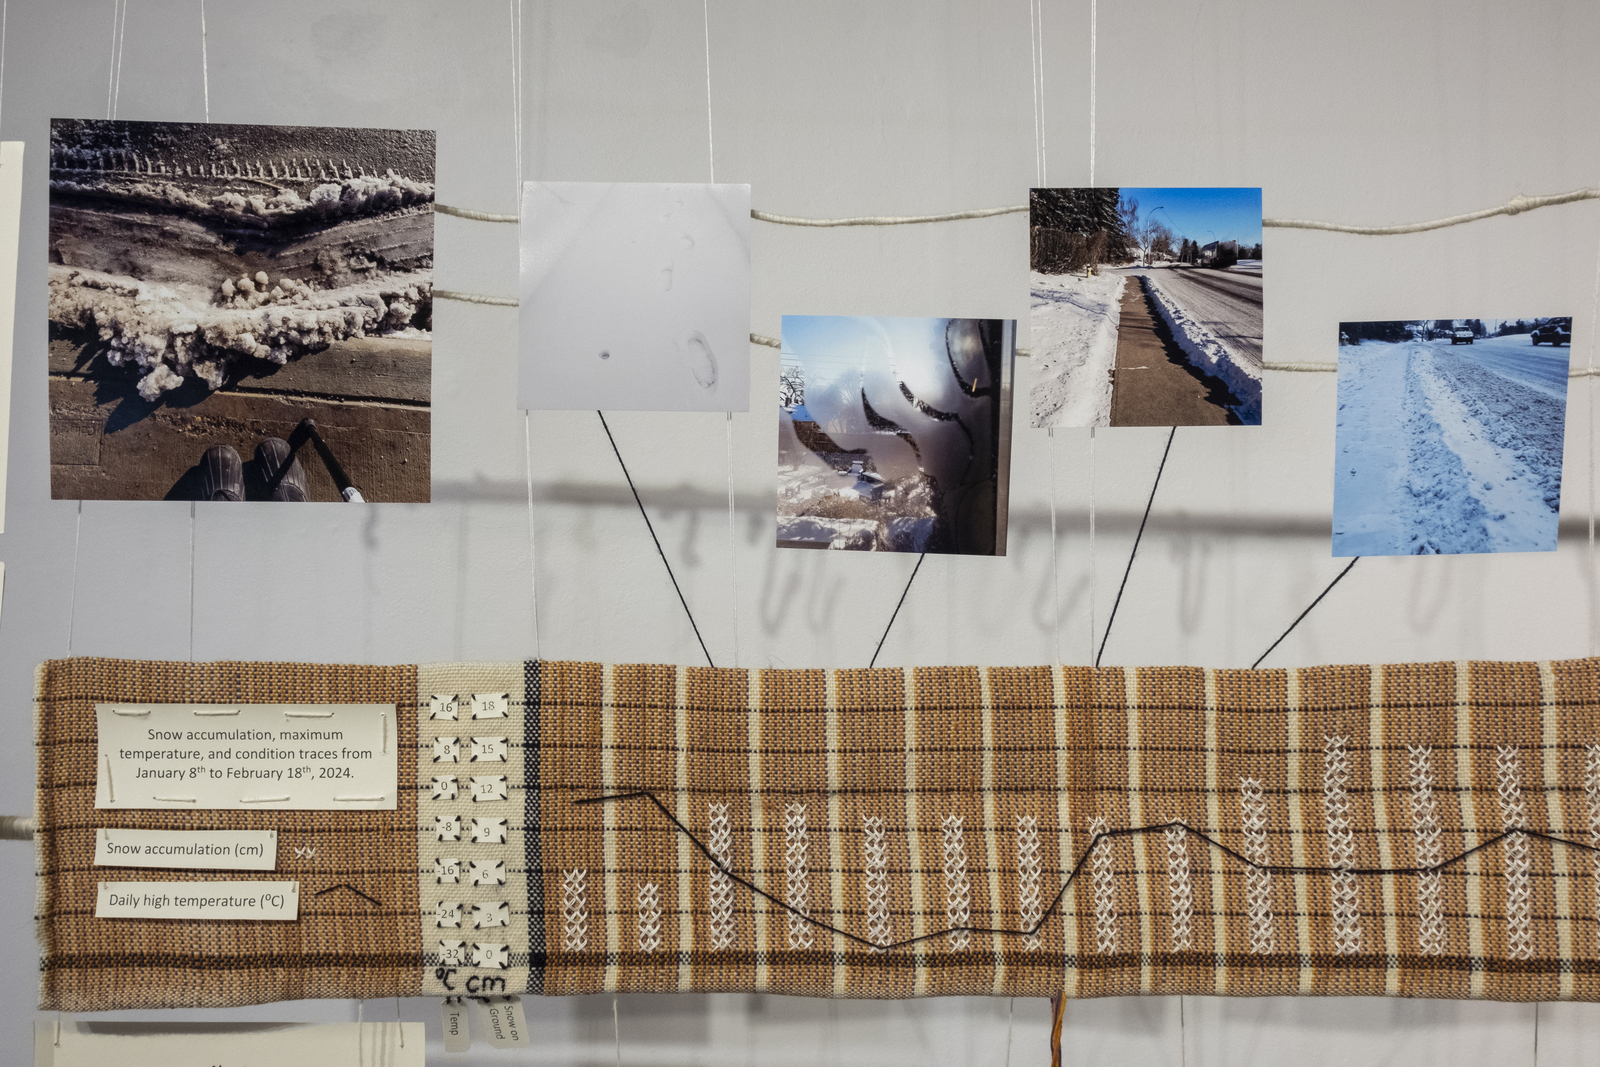 Snow accumulation, maximum
temperature, and condition traces from
January 8th to February 18th, 2024.
Snow accumulation (cm)
Daily high temperature (⁰C)
16 18
8 15
0 12
-8 9
-16 6
-24 3
-32 0
°C cm
Temp
Snow on
Ground